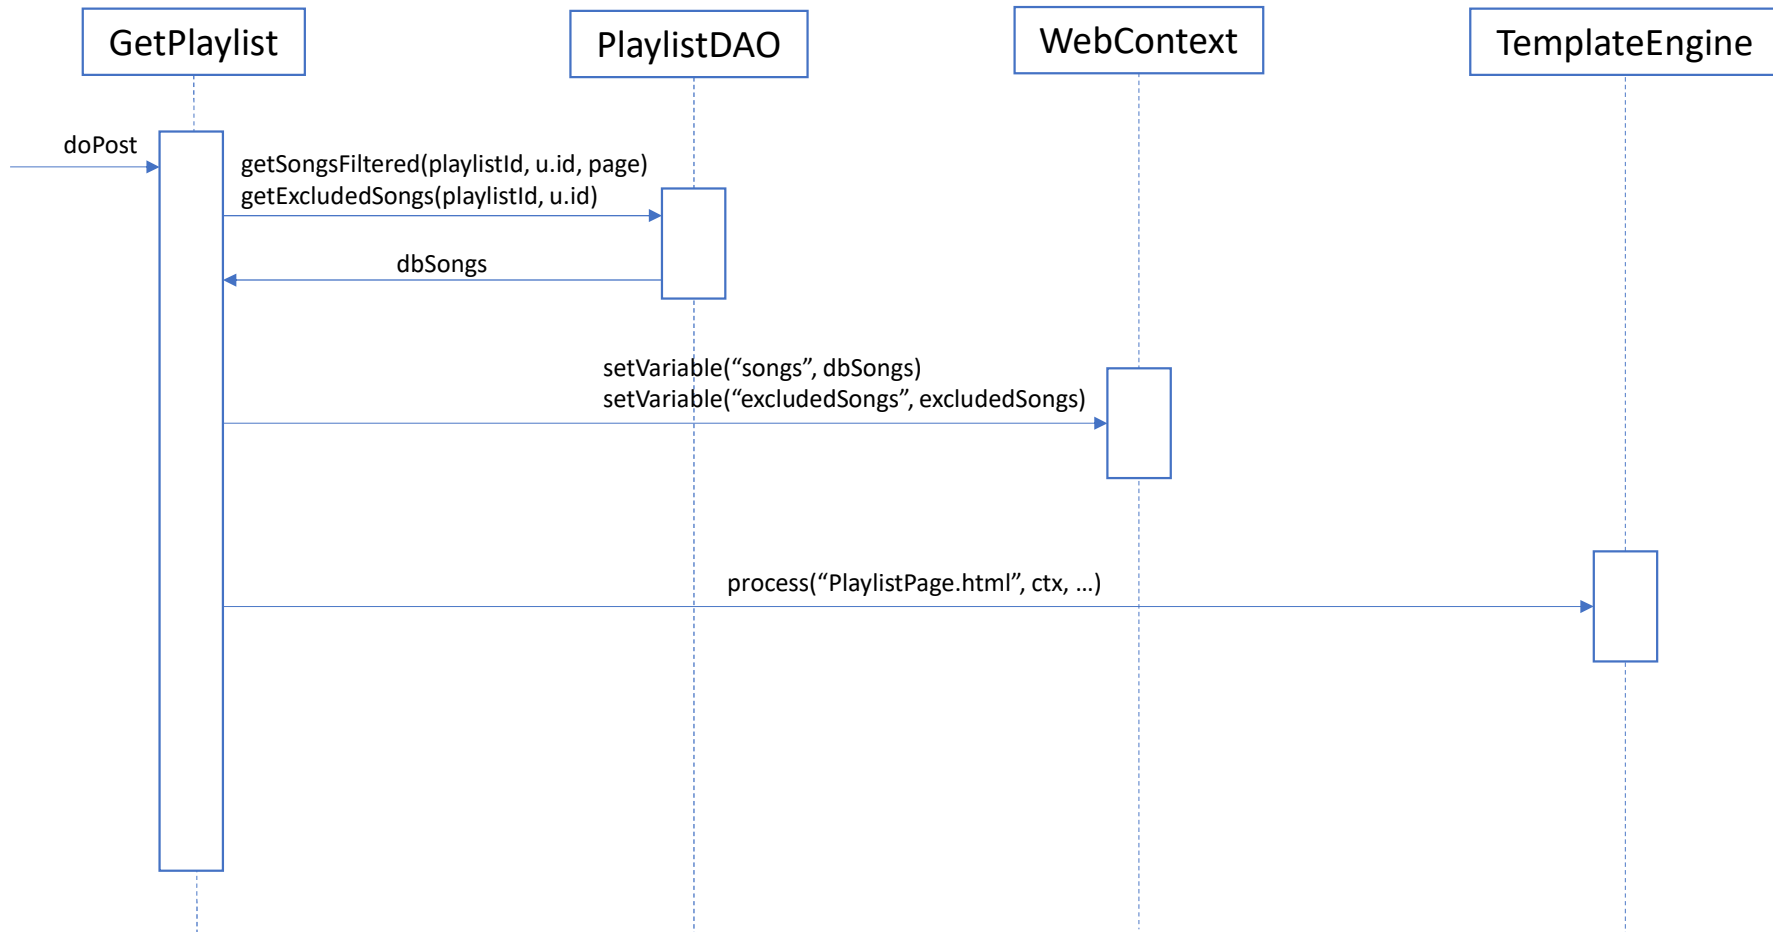 GetPlaylist
PlaylistDAO
WebContext
TemplateEngine
doPost
getSongsFiltered(playlistId, u.id, page)
getExcludedSongs(playlistId, u.id)
dbSongs
setVariable(“songs”, dbSongs)
setVariable(“excludedSongs”, excludedSongs)
process(“PlaylistPage.html”, ctx, …)